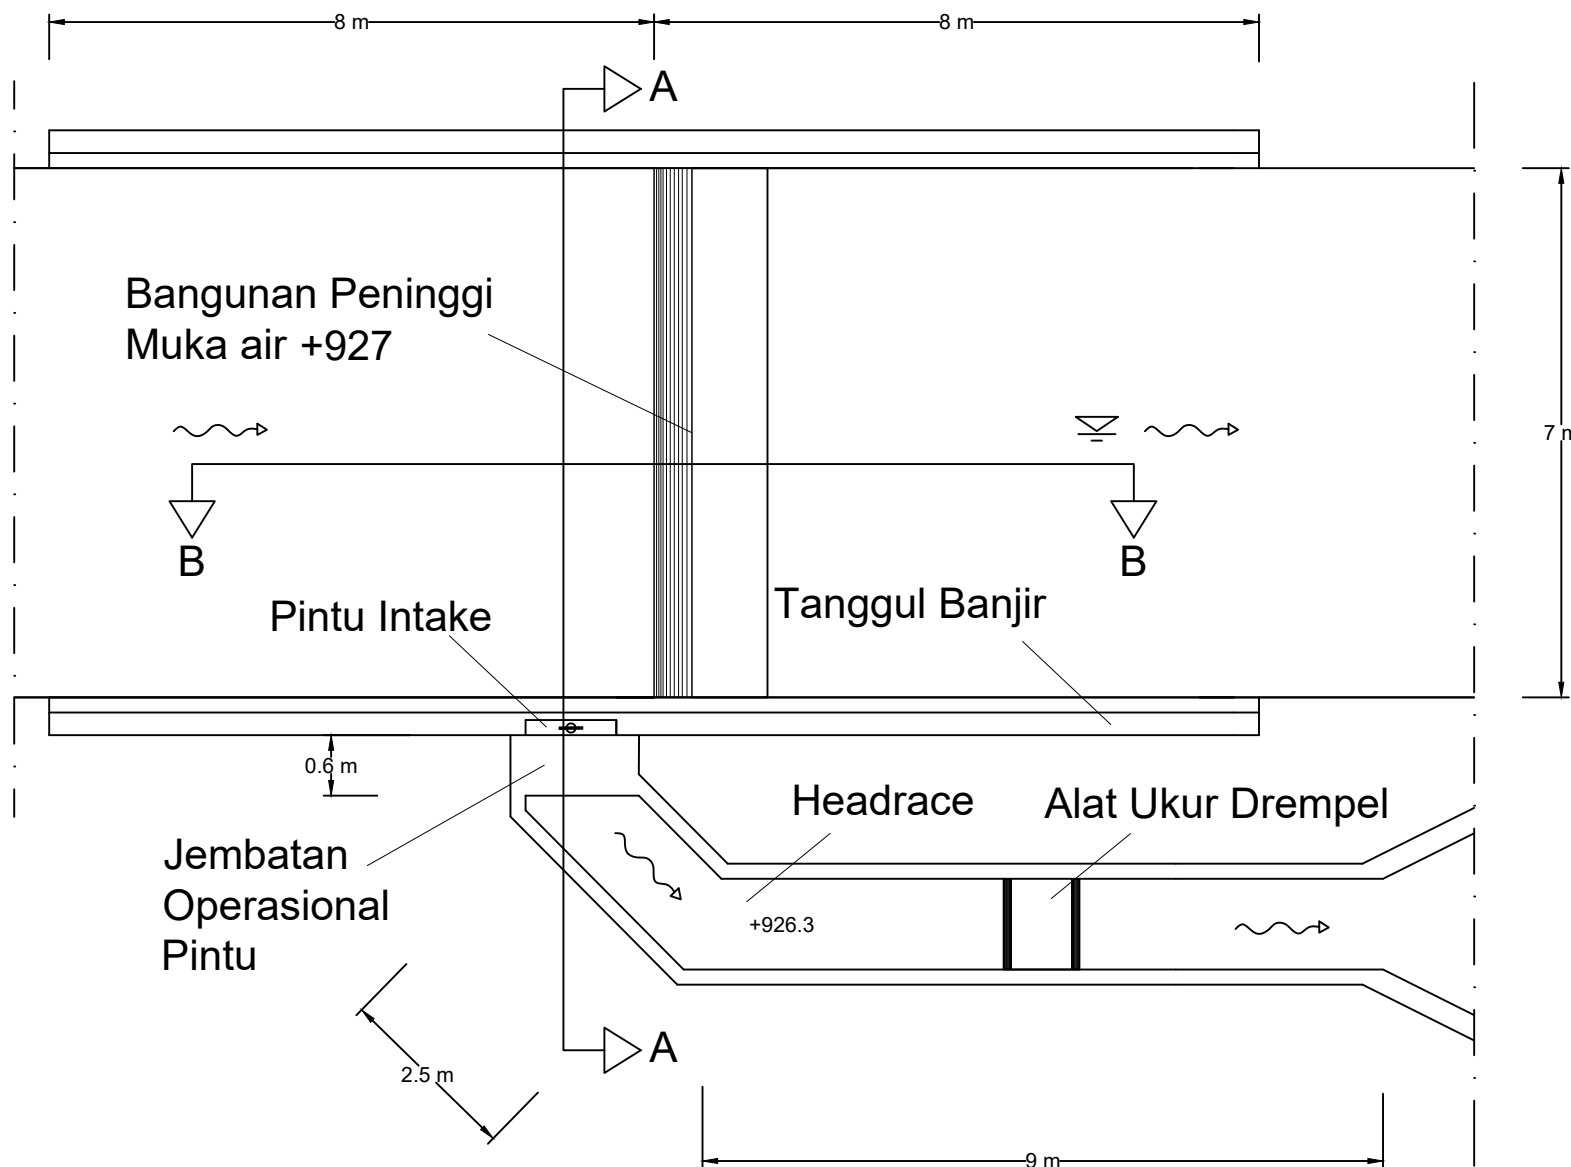 8 m
8 m
A
Bangunan Peninggi
Muka air +927
7 m
B
B
Pintu Intake
Tanggul Banjir
0.6 m
Headrace
Alat Ukur Drempel
Jembatan
Operasional
Pintu
+926.3
A
2.5 m
9 m